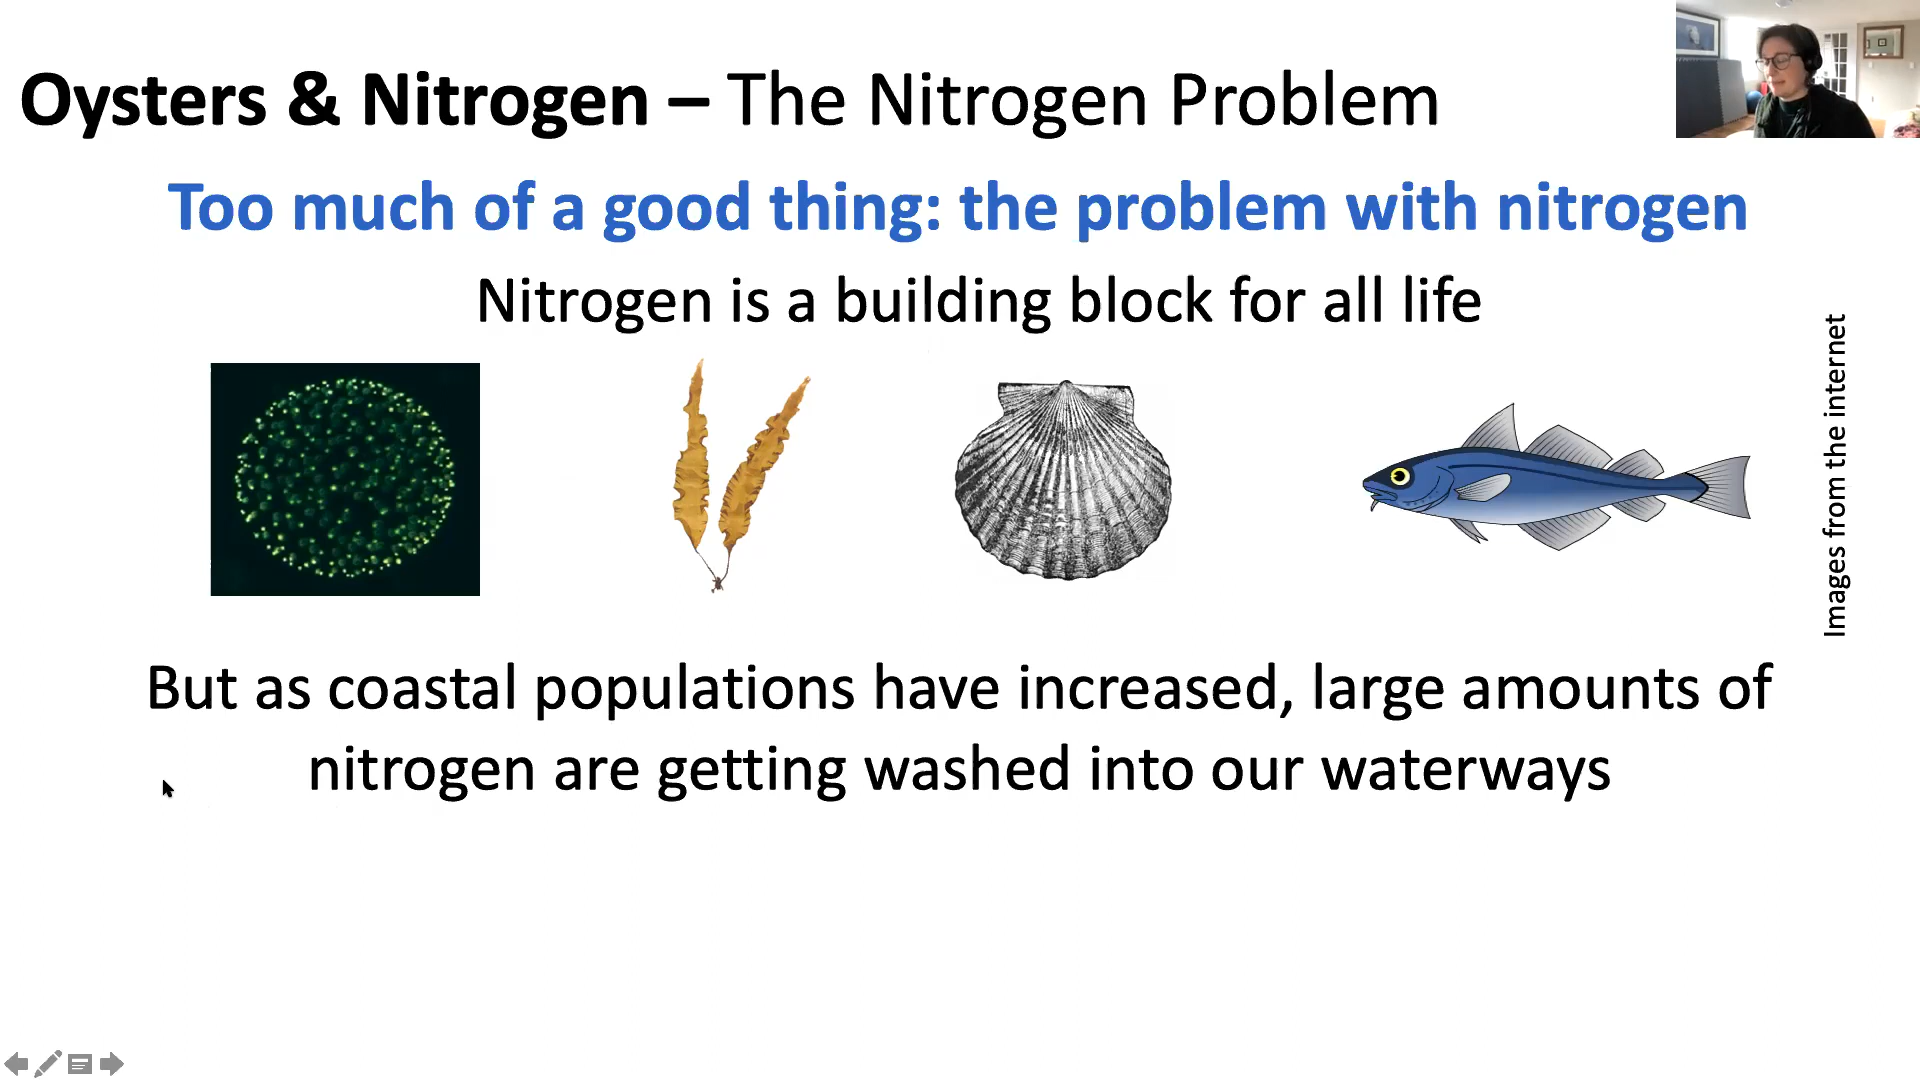 Oysters & Nitrogen – The Nitrogen Problem
Too much of a good thing: the problem with nitrogen
Nitrogen is a building block for all life
Images from the internet
But as coastal populations have increased, large amounts of
nitrogen are getting washed into our waterways